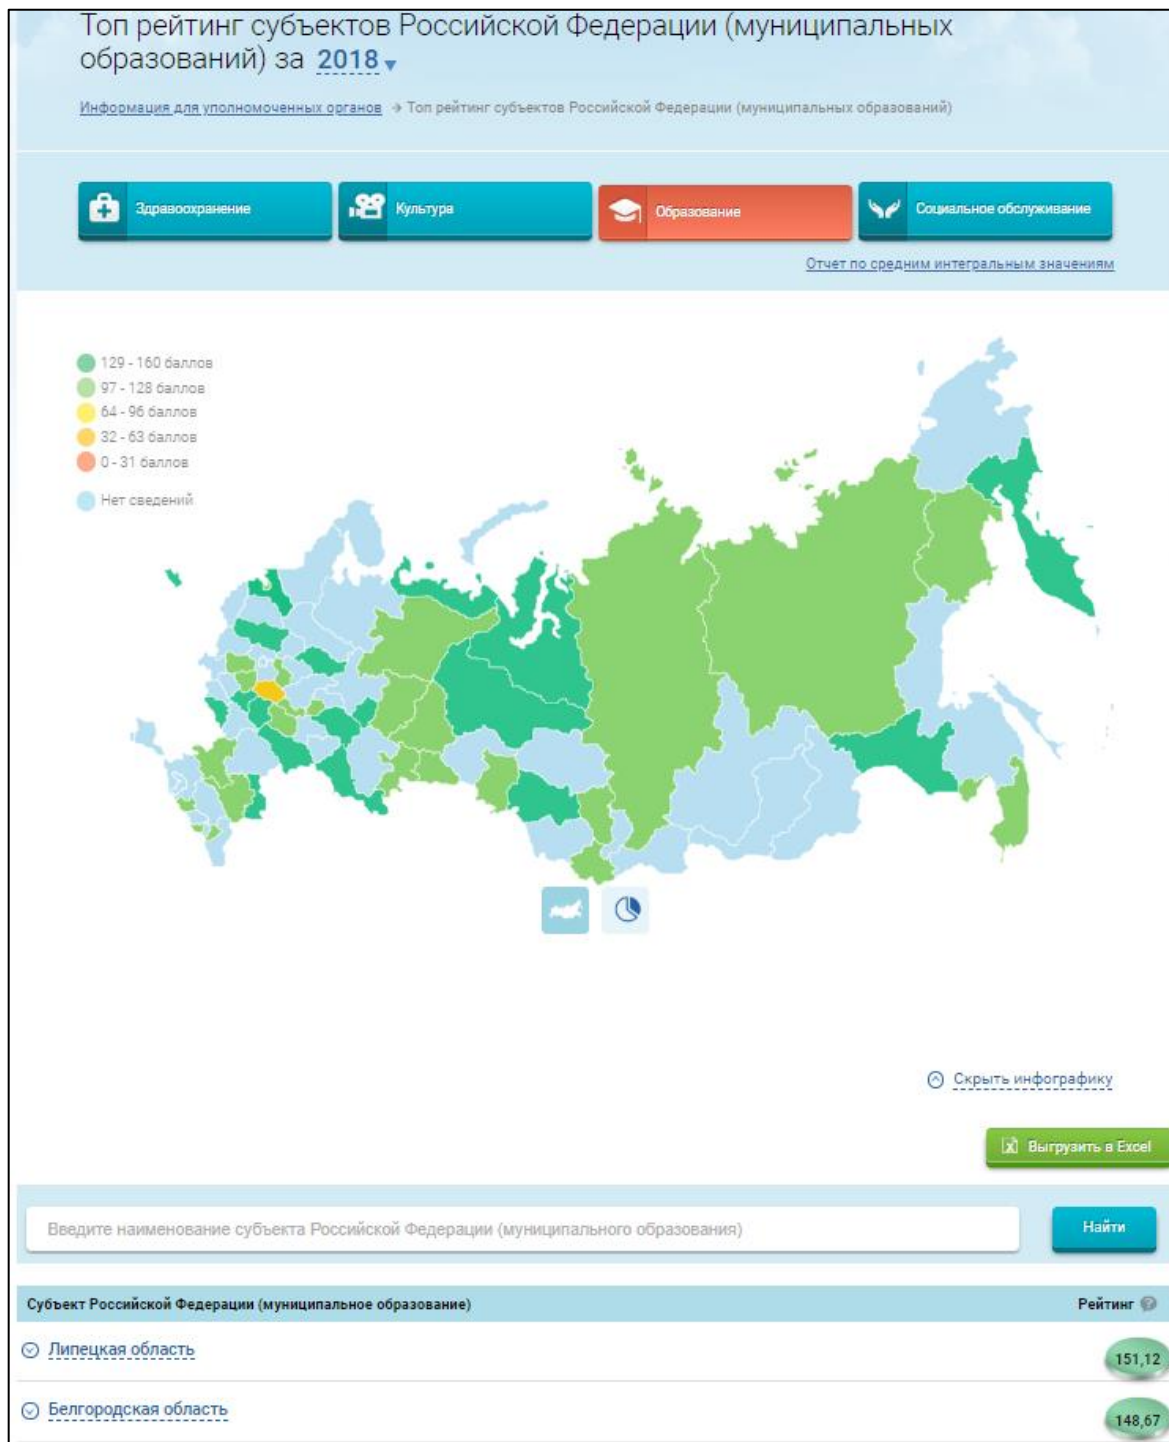 Топ рейтинг субъектов Российской Федерации (муниципальных
образований) за 2018
Информация для уполномоченных органов → Топ рейтинг субъектов Российской Федерации (муниципальных образований)
Здравоохранение
Культура
Образование
Социальное обслуживание
Отчет по средним интегральным значениям
129 - 160 баллов
97 - 128 баллов
64 - 96 баллов
32 - 63 баллов
0 - 31 баллов
Нет сведений
Скрыть инфографику
Выгрузить в Excel
Введите наименование субъекта Российской Федерации (муниципального образования)
Найти
Субъект Российской Федерации (муниципальное образование) Рейтинг
Липецкая область 151,12
Белгородская область 148,67